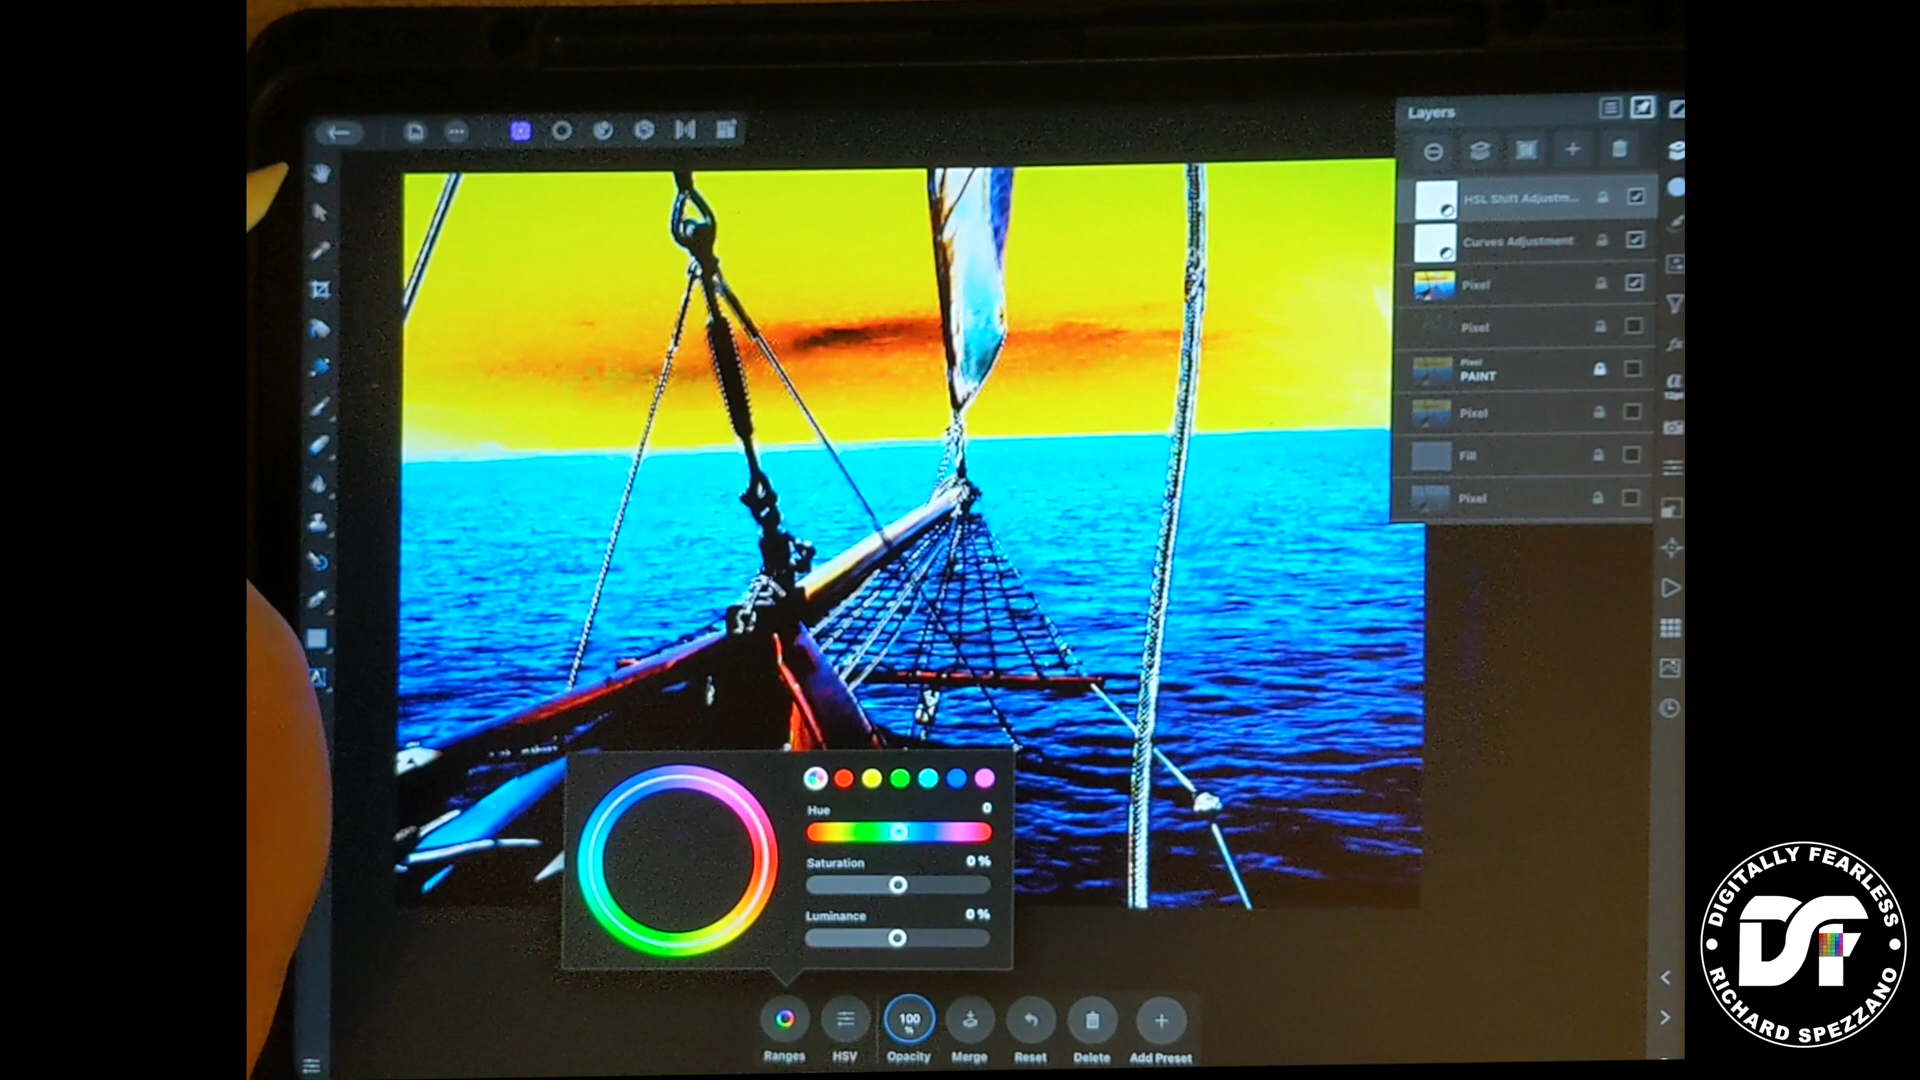 Layers
HSL Shift Adjustm...
Curves Adjustment
Pixel
Pixel
Pixel
PAINT
Pixel
Fill
Pixel
Hue 0
Saturation 0 %
Luminance 0 %
100
%
Ranges HSV Opacity Merge Reset Delete Add Preset
A
DIGITALLY FEARLESS
DF
RICHARD SPEZZANO